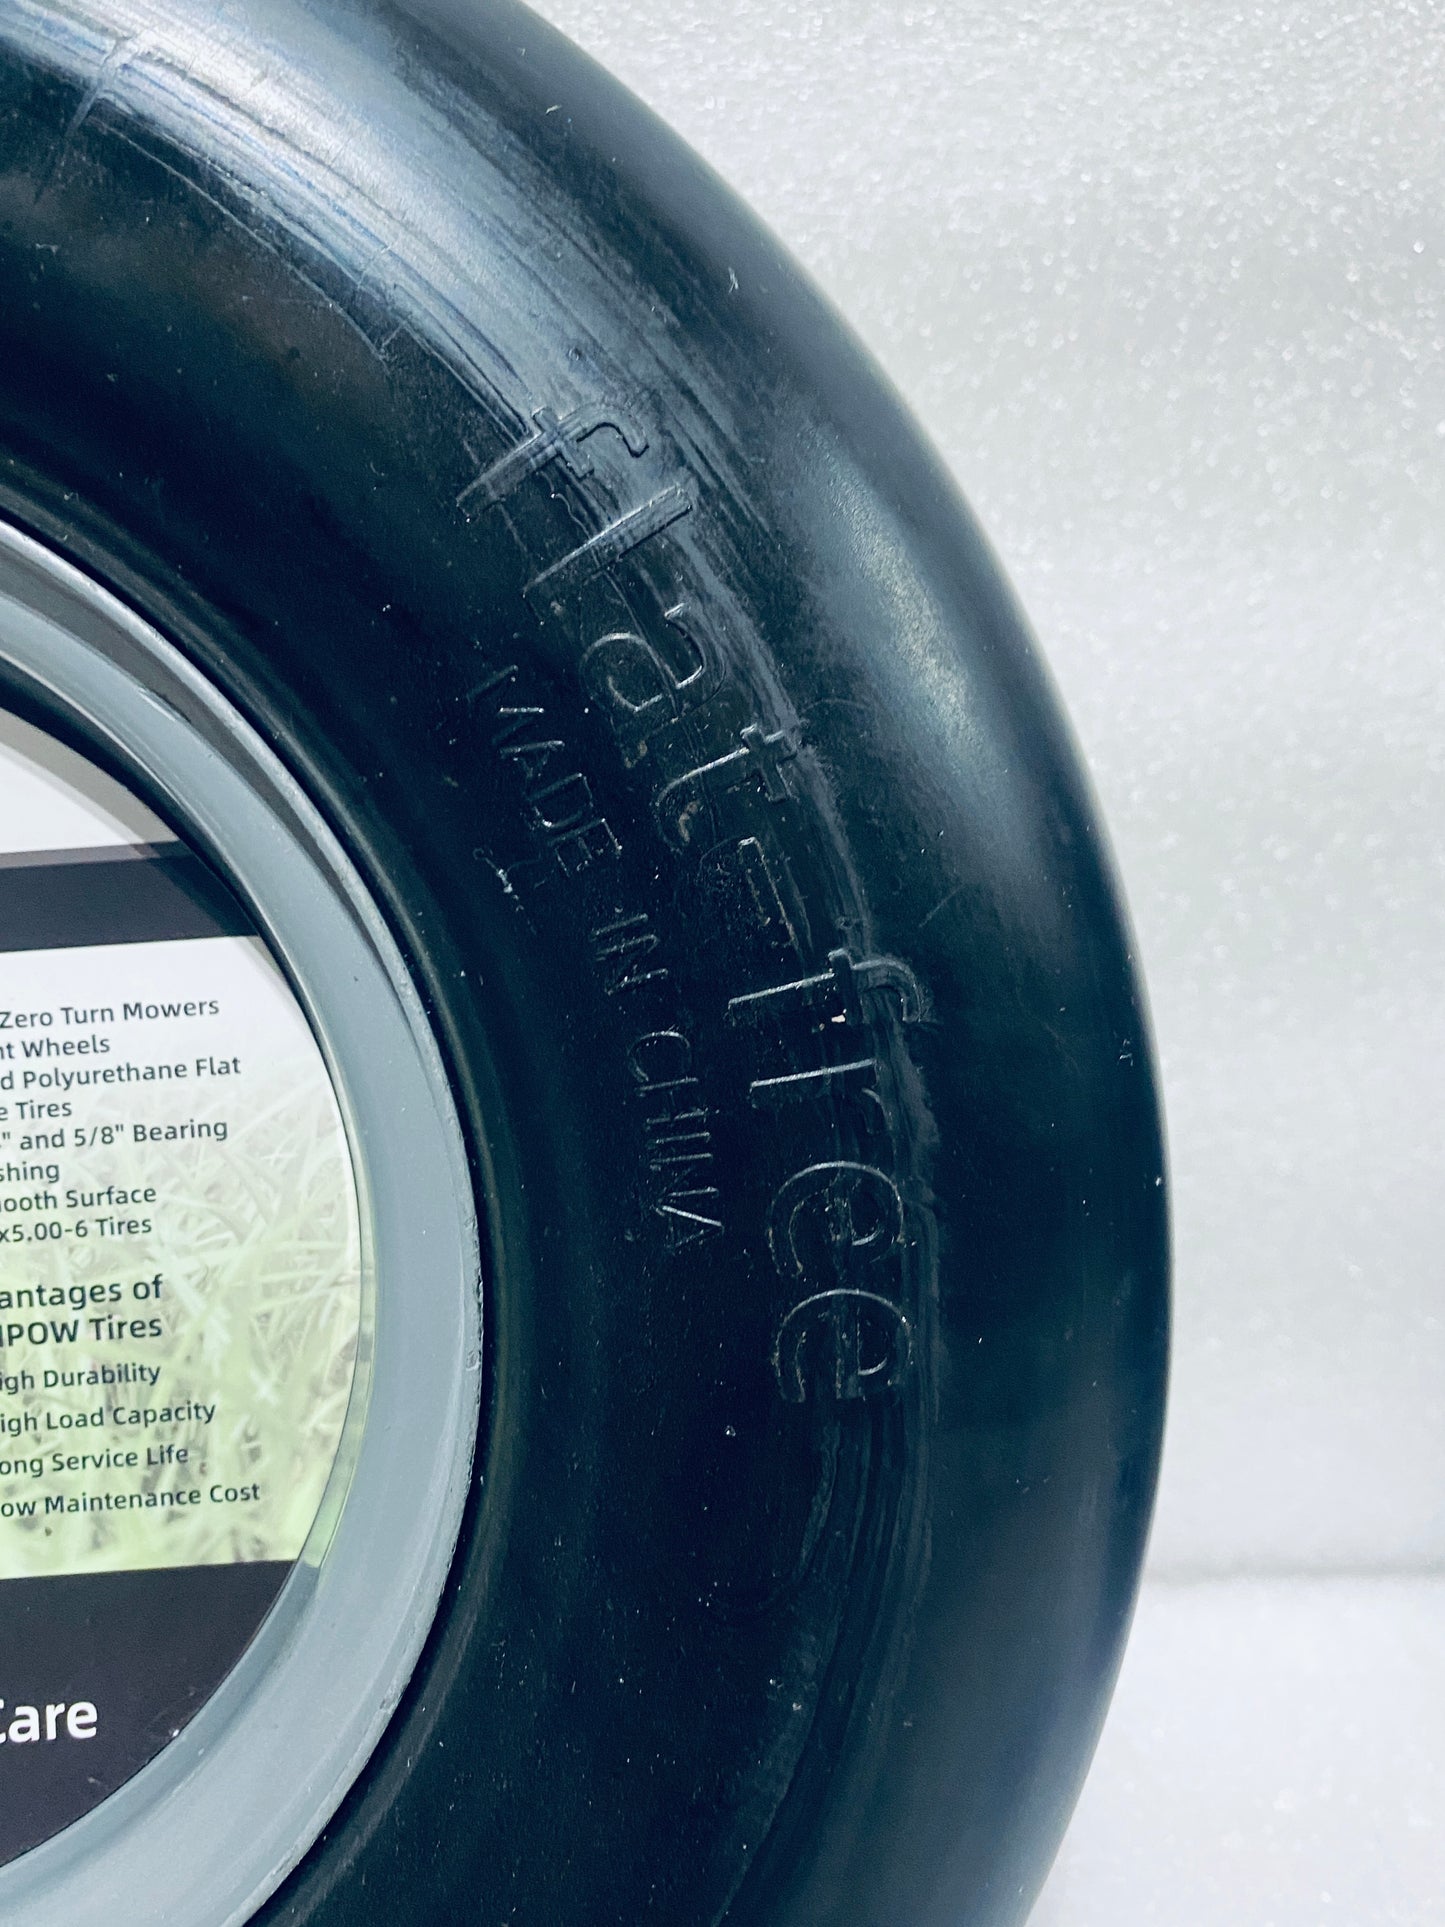 flat-free
MADE IN CHINA
Zero Turn Mowers
nt Wheels
d Polyurethane Flat
e Tires
" and 5/8" Bearing
shing
ooth Surface
x5.00-6 Tires
antages of
POW Tires
igh Durability
igh Load Capacity
ong Service Life
ow Maintenance Cost
Care